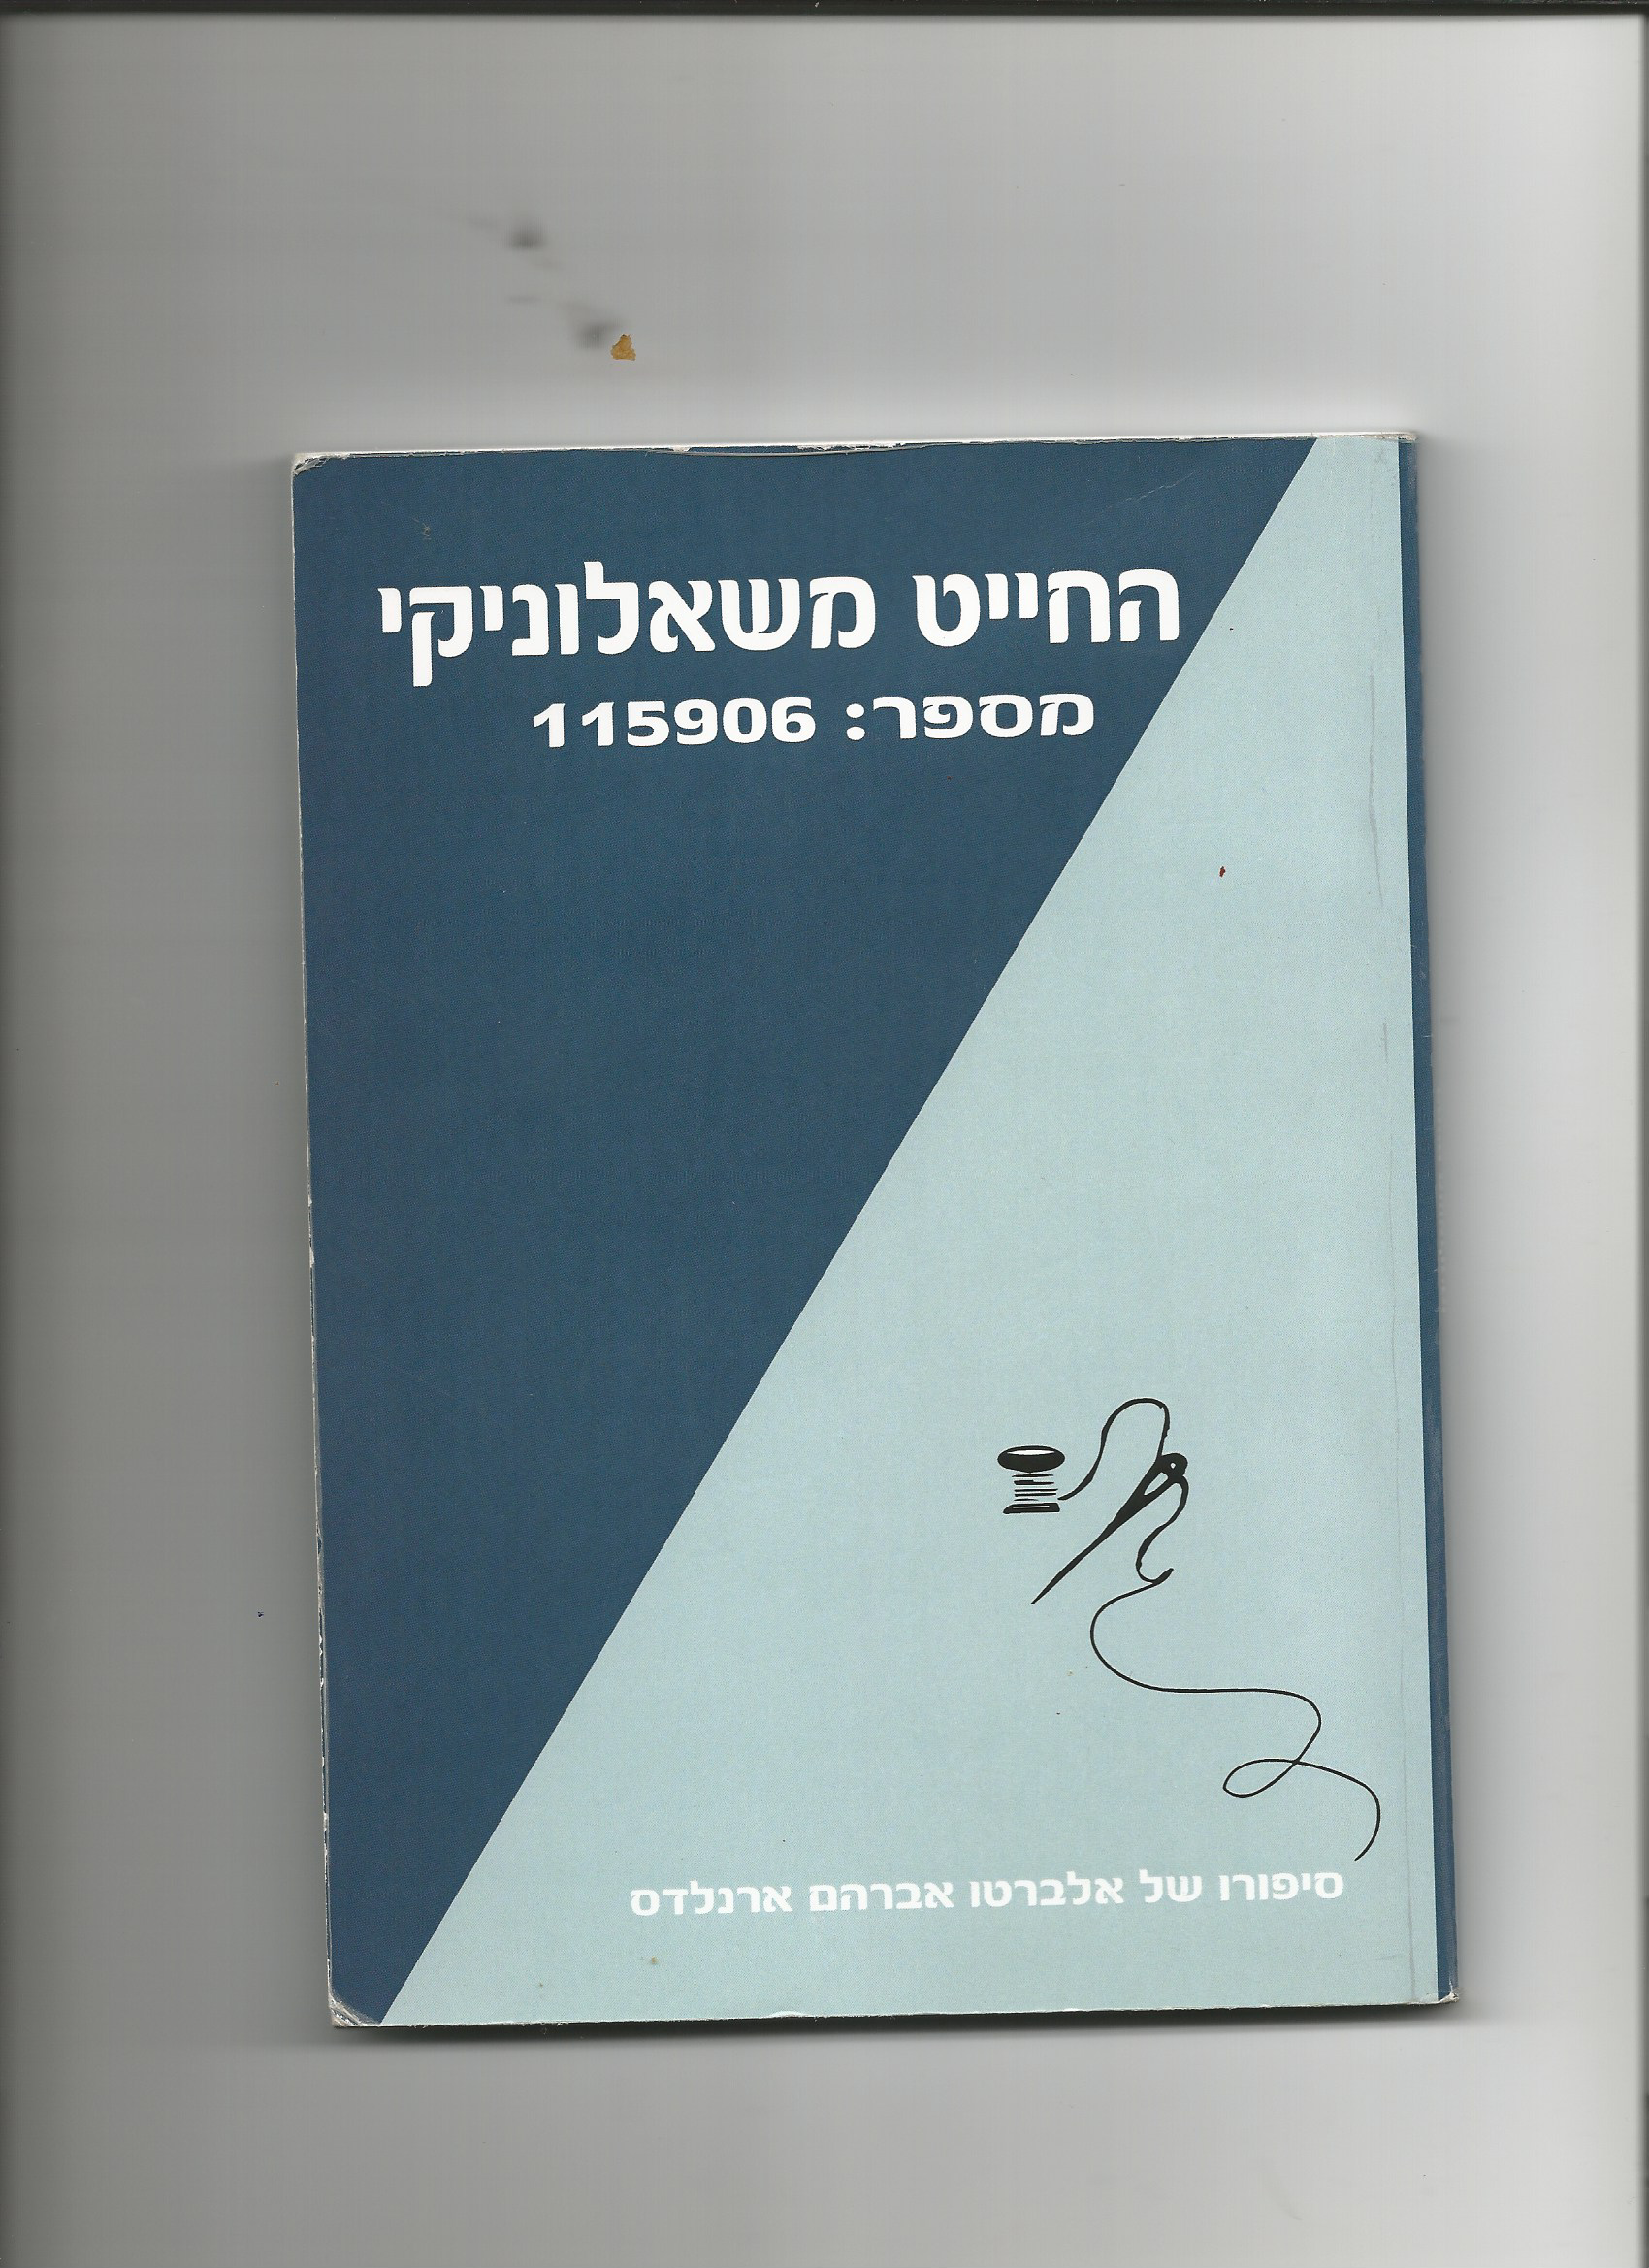 החייט משאלוניקי
מספר: 115906
סיפורו של אלברטו אברהם ארנלדס